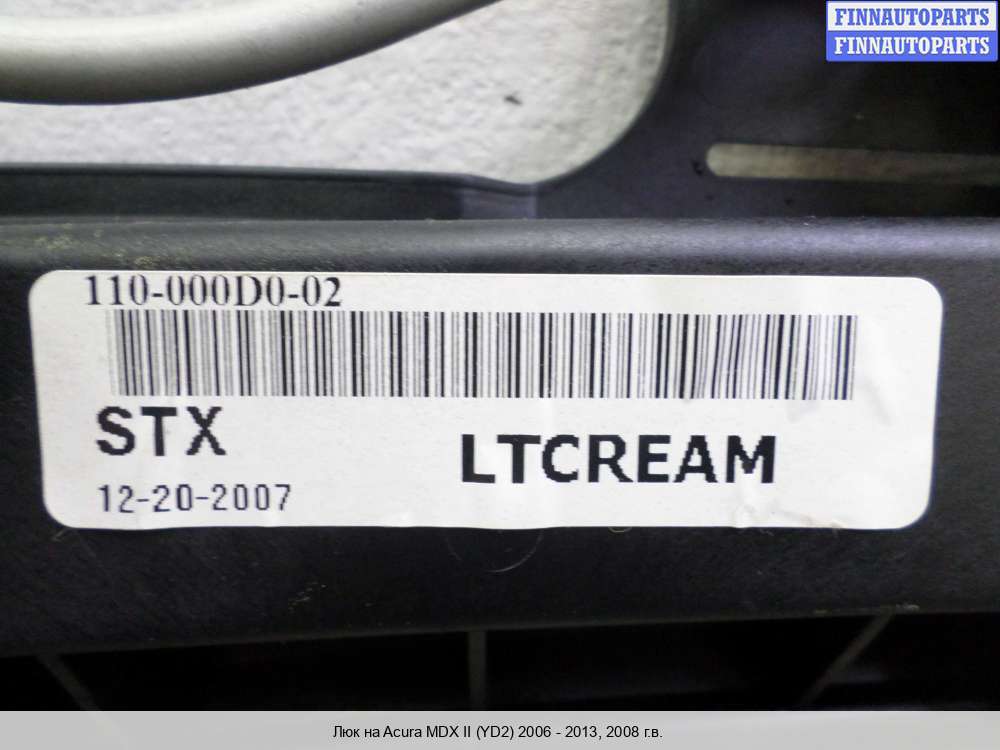 FINNAUTOPARTS
FINNAUTOPARTS
110-000D0-02
STX
LTCREAM
12-20-2007
Люк на Acura MDX II (YD2) 2006 - 2013, 2008 г.в.